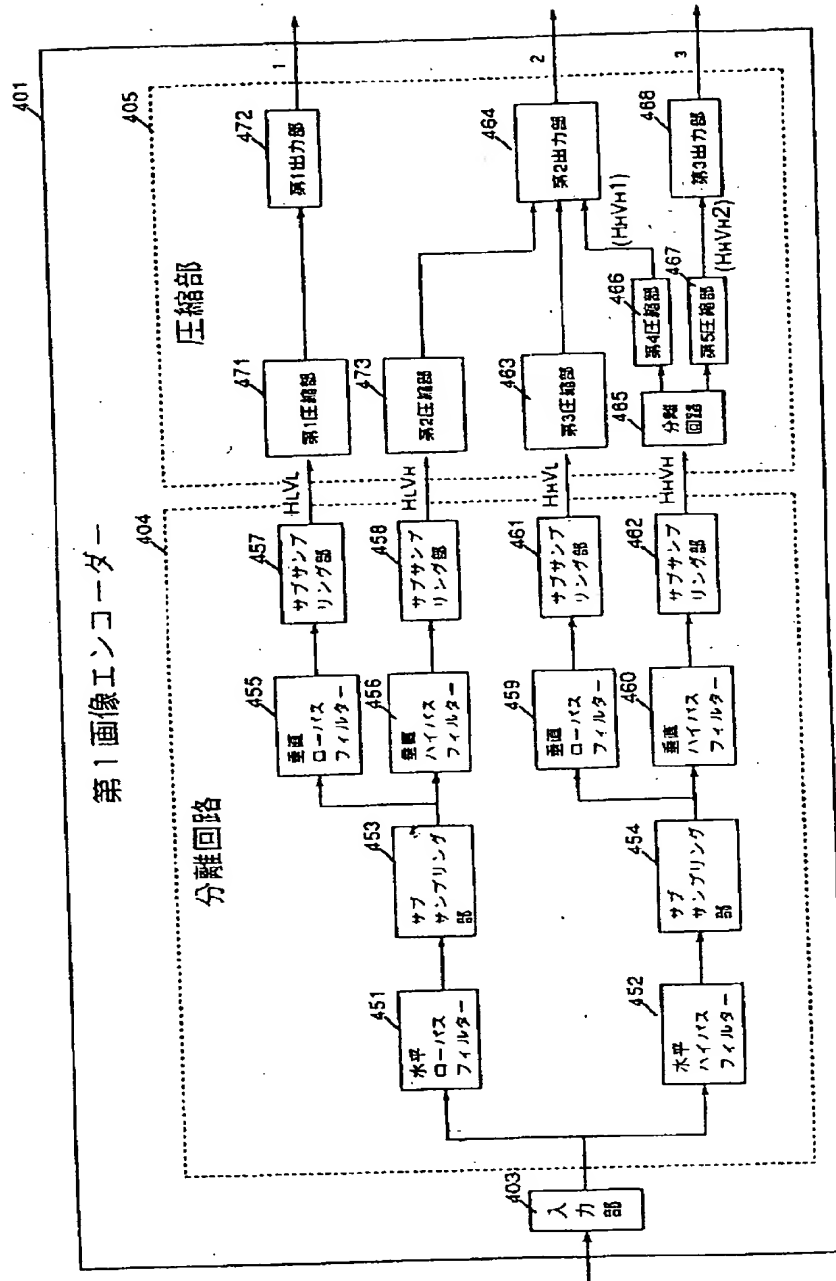 401
第1画像エンコーダー
404
分離回路
405
圧縮部
403
入力部
451
水平
ローパス
フィルター
452
水平
ハイパス
フィルター
453
サブ
サンプリング
部
454
サブ
サンプリング
部
455
垂直
ローパス
フィルター
456
垂直
ハイパス
フィルター
459
垂直
ローパス
フィルター
460
垂直
ハイパス
フィルター
457
サブサンプ
リング部
458
サブサンプ
リング部
461
サブサンプ
リング部
462
サブサンプ
リング部
HLVL
HLVH
HHVL
HHVH
471
第1圧縮部
473
第2圧縮部
463
第3圧縮部
465
分離
回路
466
第4圧縮部
467
第5圧縮部
(HHVH1)
(HHVH2)
472
第1出力部
464
第2出力部
468
第3出力部
1
2
3